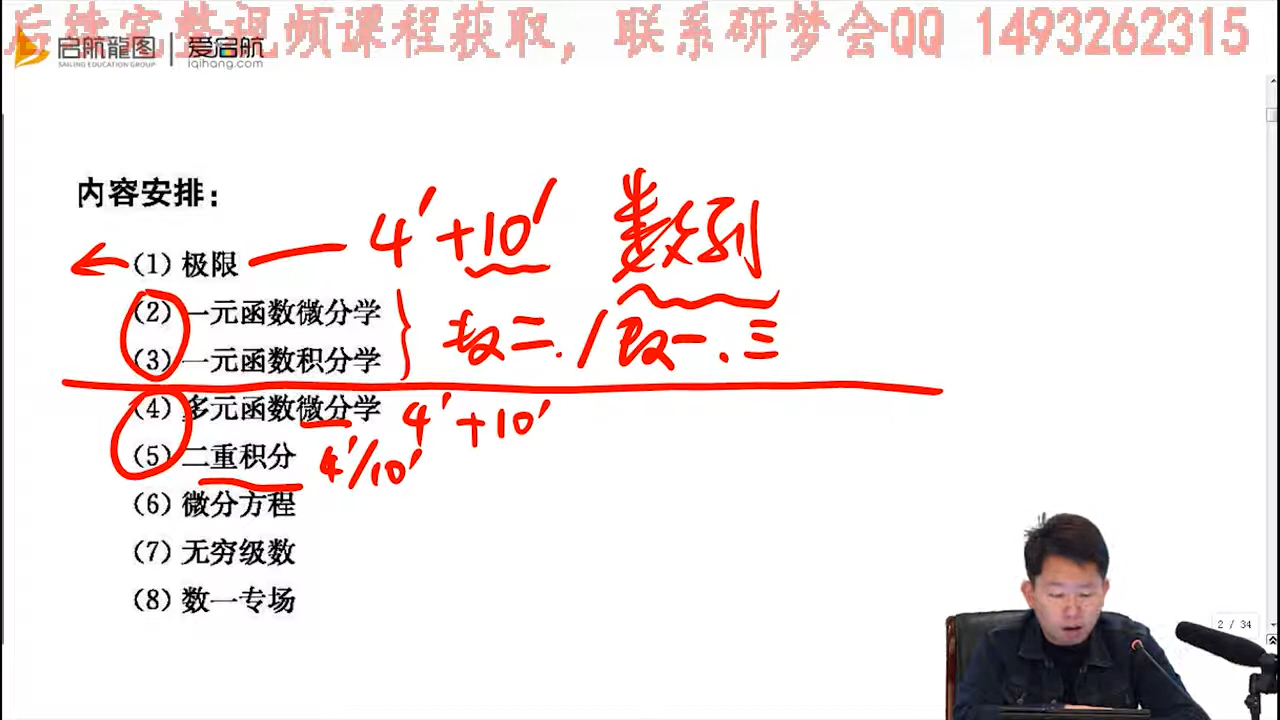 后续完整视频课程获取，联系研梦会QQ 1493262315
启航龙图 | 爱启航
SAILING EDUCATION GROUP iqihang.com
内容安排：
(1) 极限 4'+10' 数列
(2) 一元函数微分学
(3) 一元函数积分学 数二./数一、三
(4) 多元函数微分学 4'+10'
(5) 二重积分 4'/10'
(6) 微分方程
(7) 无穷级数
(8) 数一专场
2 / 34